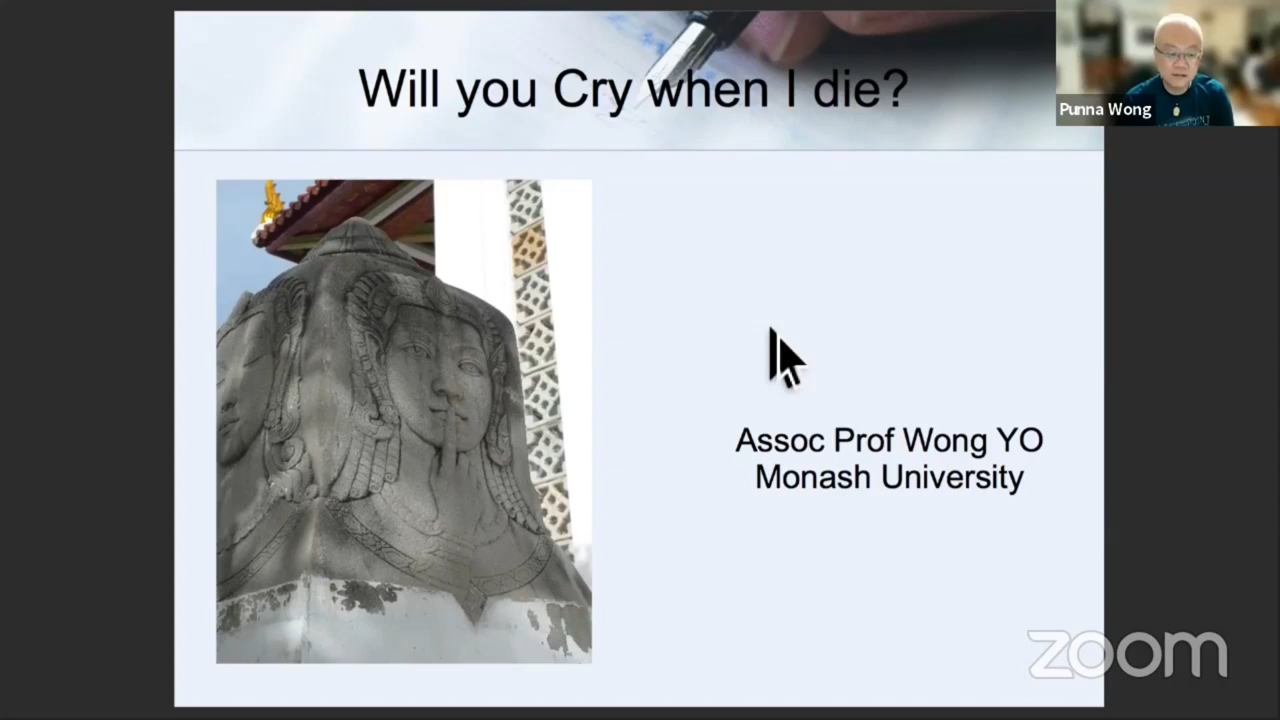 Will you Cry when I die?
Punna Wong
Assoc Prof Wong YO
Monash University
zoom